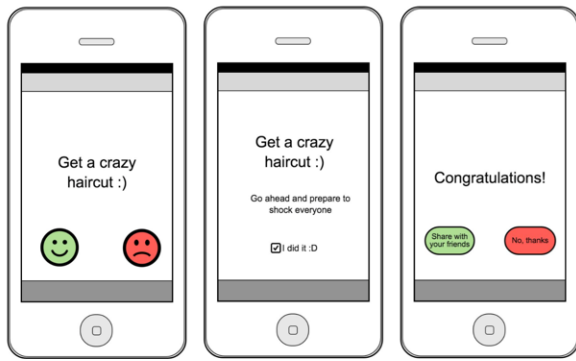 Get a crazy
haircut :)
Get a crazy
haircut :)
Go ahead and prepare to
shock everyone
I did it :D
Congratulations!
Share with
your friends
No, thanks